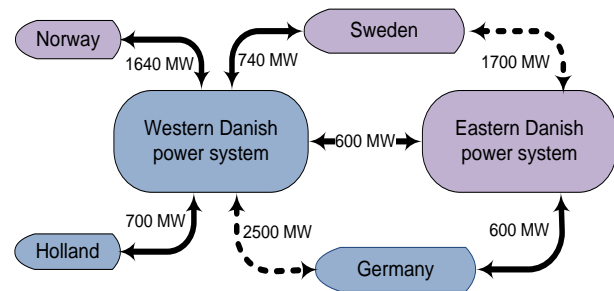 Norway
Sweden
1640 MW
740 MW
1700 MW
Western Danish
power system
600 MW
Eastern Danish
power system
700 MW
2500 MW
600 MW
Holland
Germany